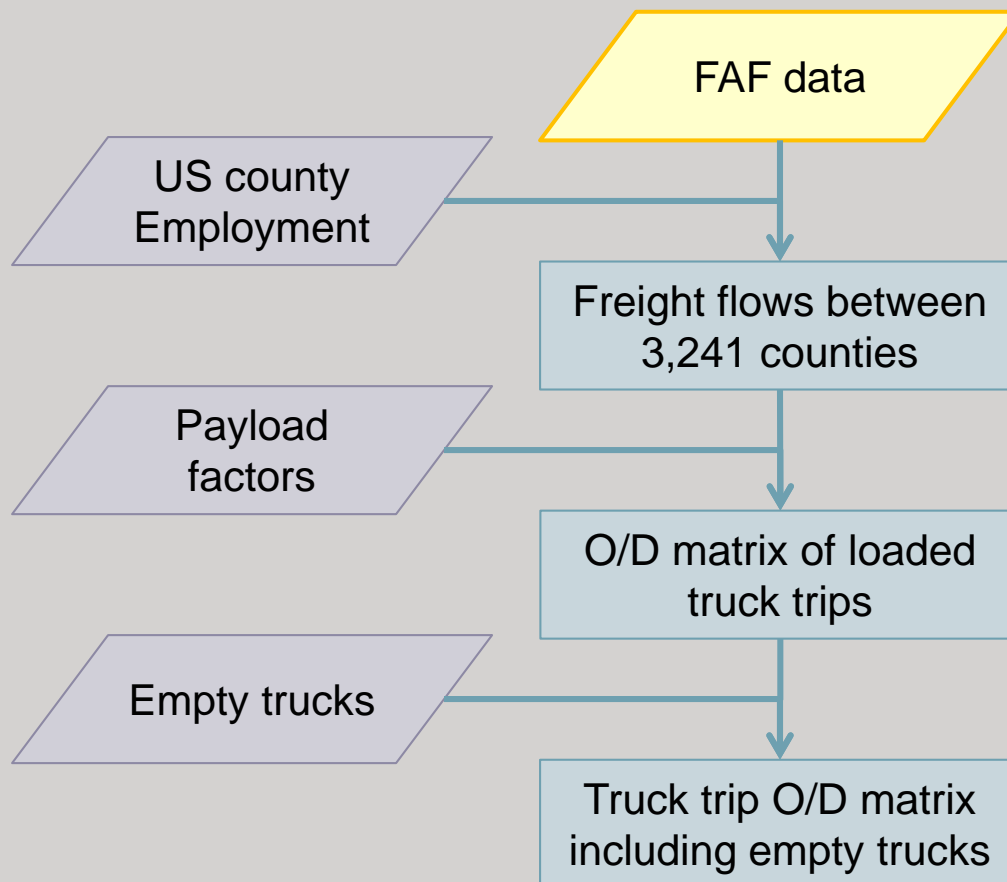 FAF data
US county
Employment
Freight flows between
3,241 counties
Payload
factors
O/D matrix of loaded
truck trips
Empty trucks
Truck trip O/D matrix
including empty trucks